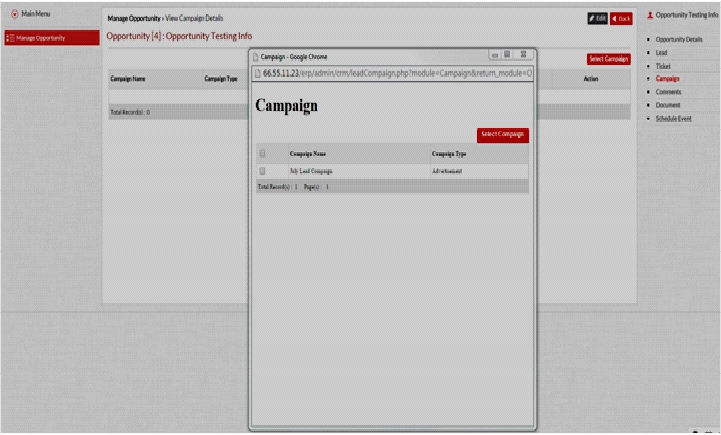 Main Menu
Manage Opportunity
Manage Opportunity » View Campaign Details
Edit
Back
Opportunity [4] : Opportunity Testing Info
Select Campaign
Campaign Name
Campaign Type
Action
Total Record(s) : 0
Campaign - Google Chrome
66.55.11.23/erp/admin/crm/leadCompaign.php?module=Campaign&return_module=O
Campaign
Select Campaign
Campaign Name
Campaign Type
July Lead Compaign
Advertisement
Total Record(s) : 1 Page(s) : 1
Opportunity Testing Info
Opportunity Details
Lead
Ticket
Campaign
Comments
Document
Schedule Event